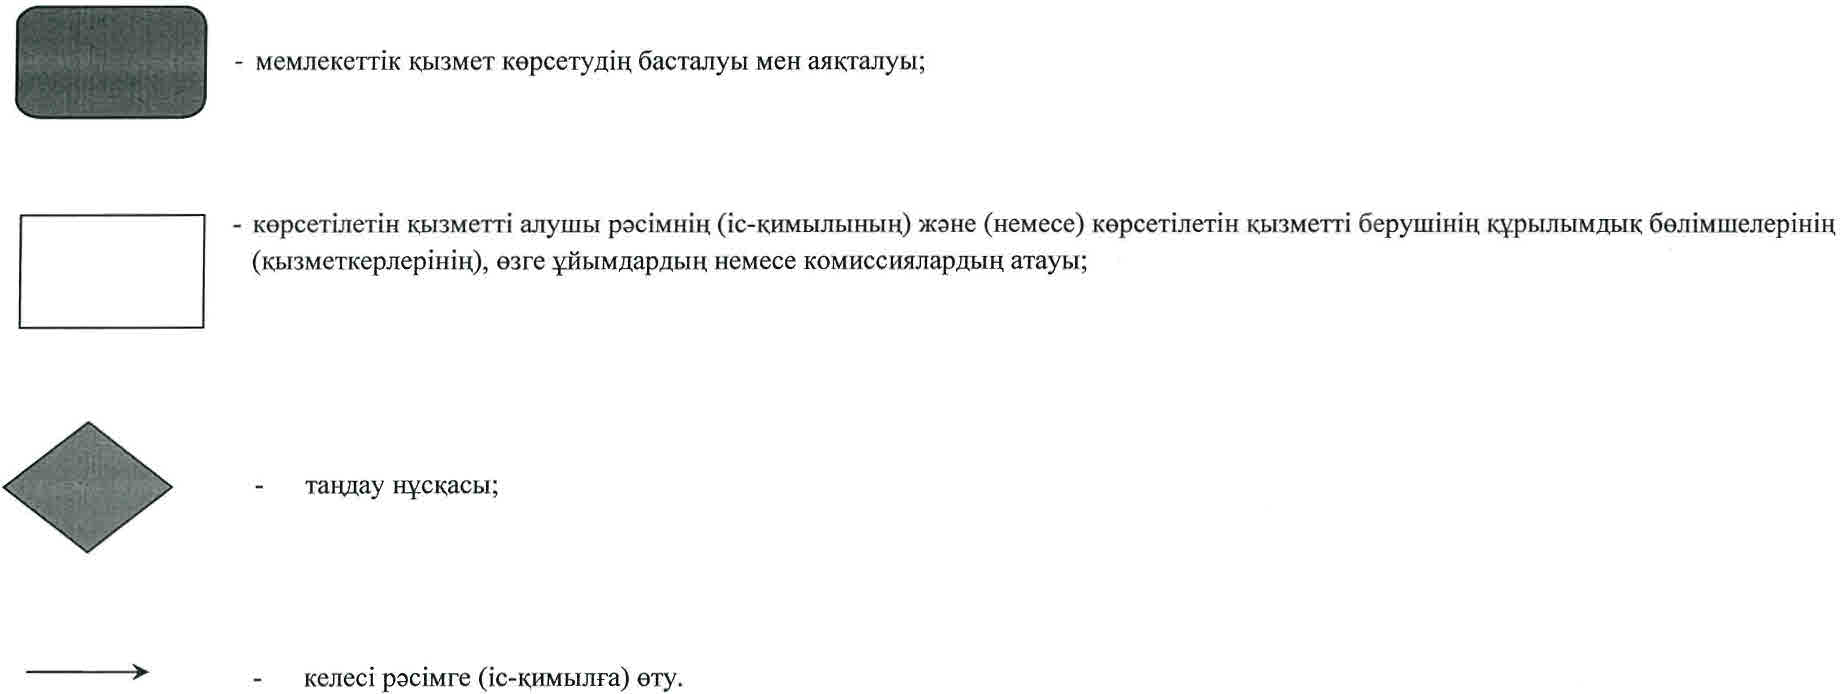 - мемлекеттік қызмет көрсетудің басталуы мен аяқталуы;
- көрсетілетін қызметті алушы рәсімнің (іс-қимылының) және (немесе) көрсетілетін қызметті берушінің құрылымдық бөлімшелерінің
(қызметкерлерінің), өзге ұйымдардың немесе комиссиялардың атауы;
- таңдау нұсқасы;
- келесі рәсімге (іс-қимылға) өту.